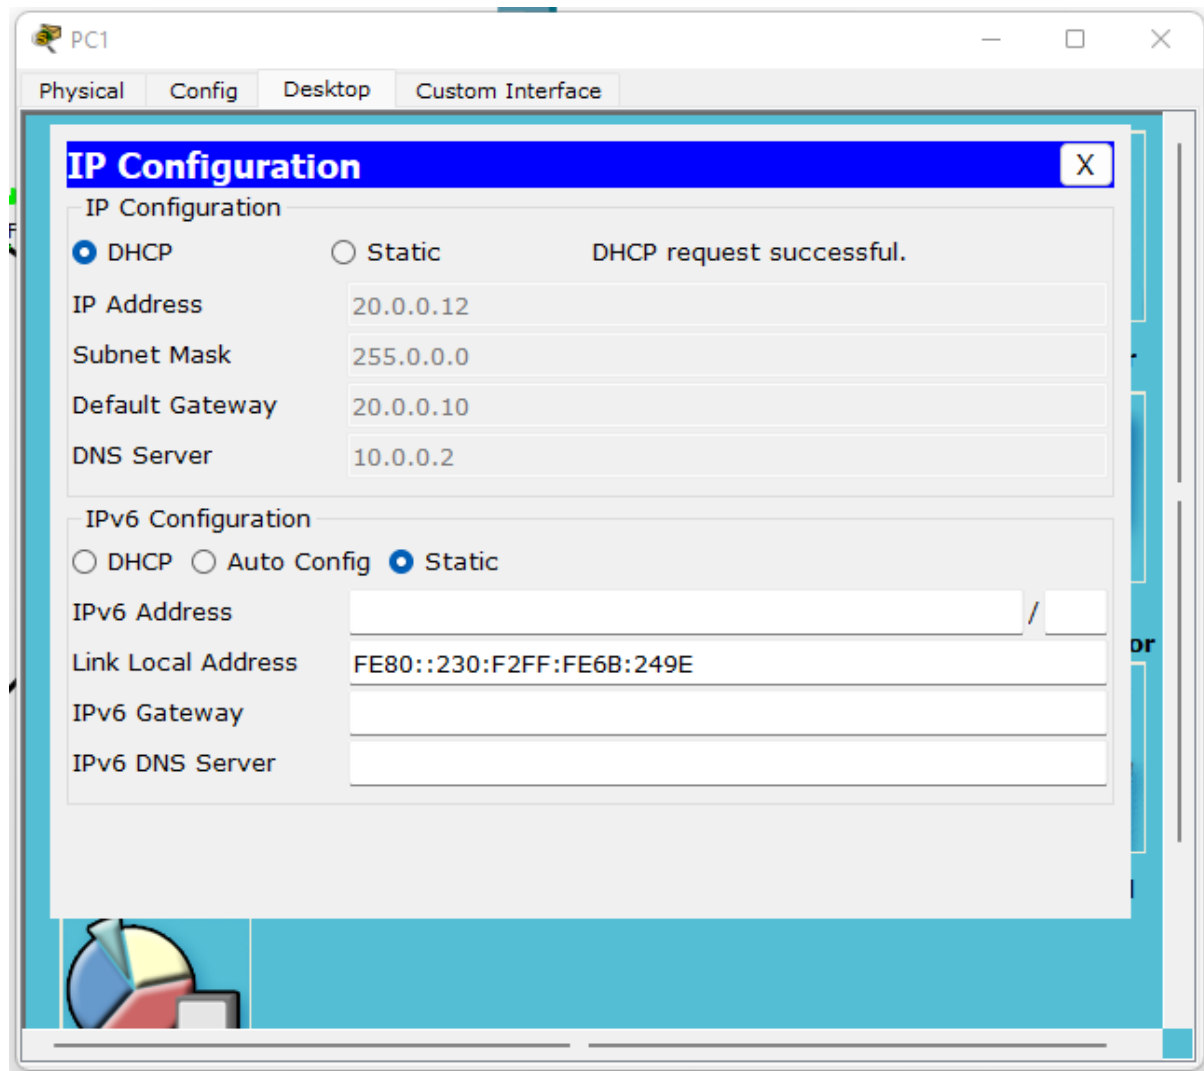 PC1
Physical Config Desktop Custom Interface
IP Configuration X
IP Configuration
DHCP Static DHCP request successful.
IP Address 20.0.0.12
Subnet Mask 255.0.0.0
Default Gateway 20.0.0.10
DNS Server 10.0.0.2
IPv6 Configuration
DHCP Auto Config Static
IPv6 Address /
Link Local Address FE80::230:F2FF:FE6B:249E
IPv6 Gateway
IPv6 DNS Server
or